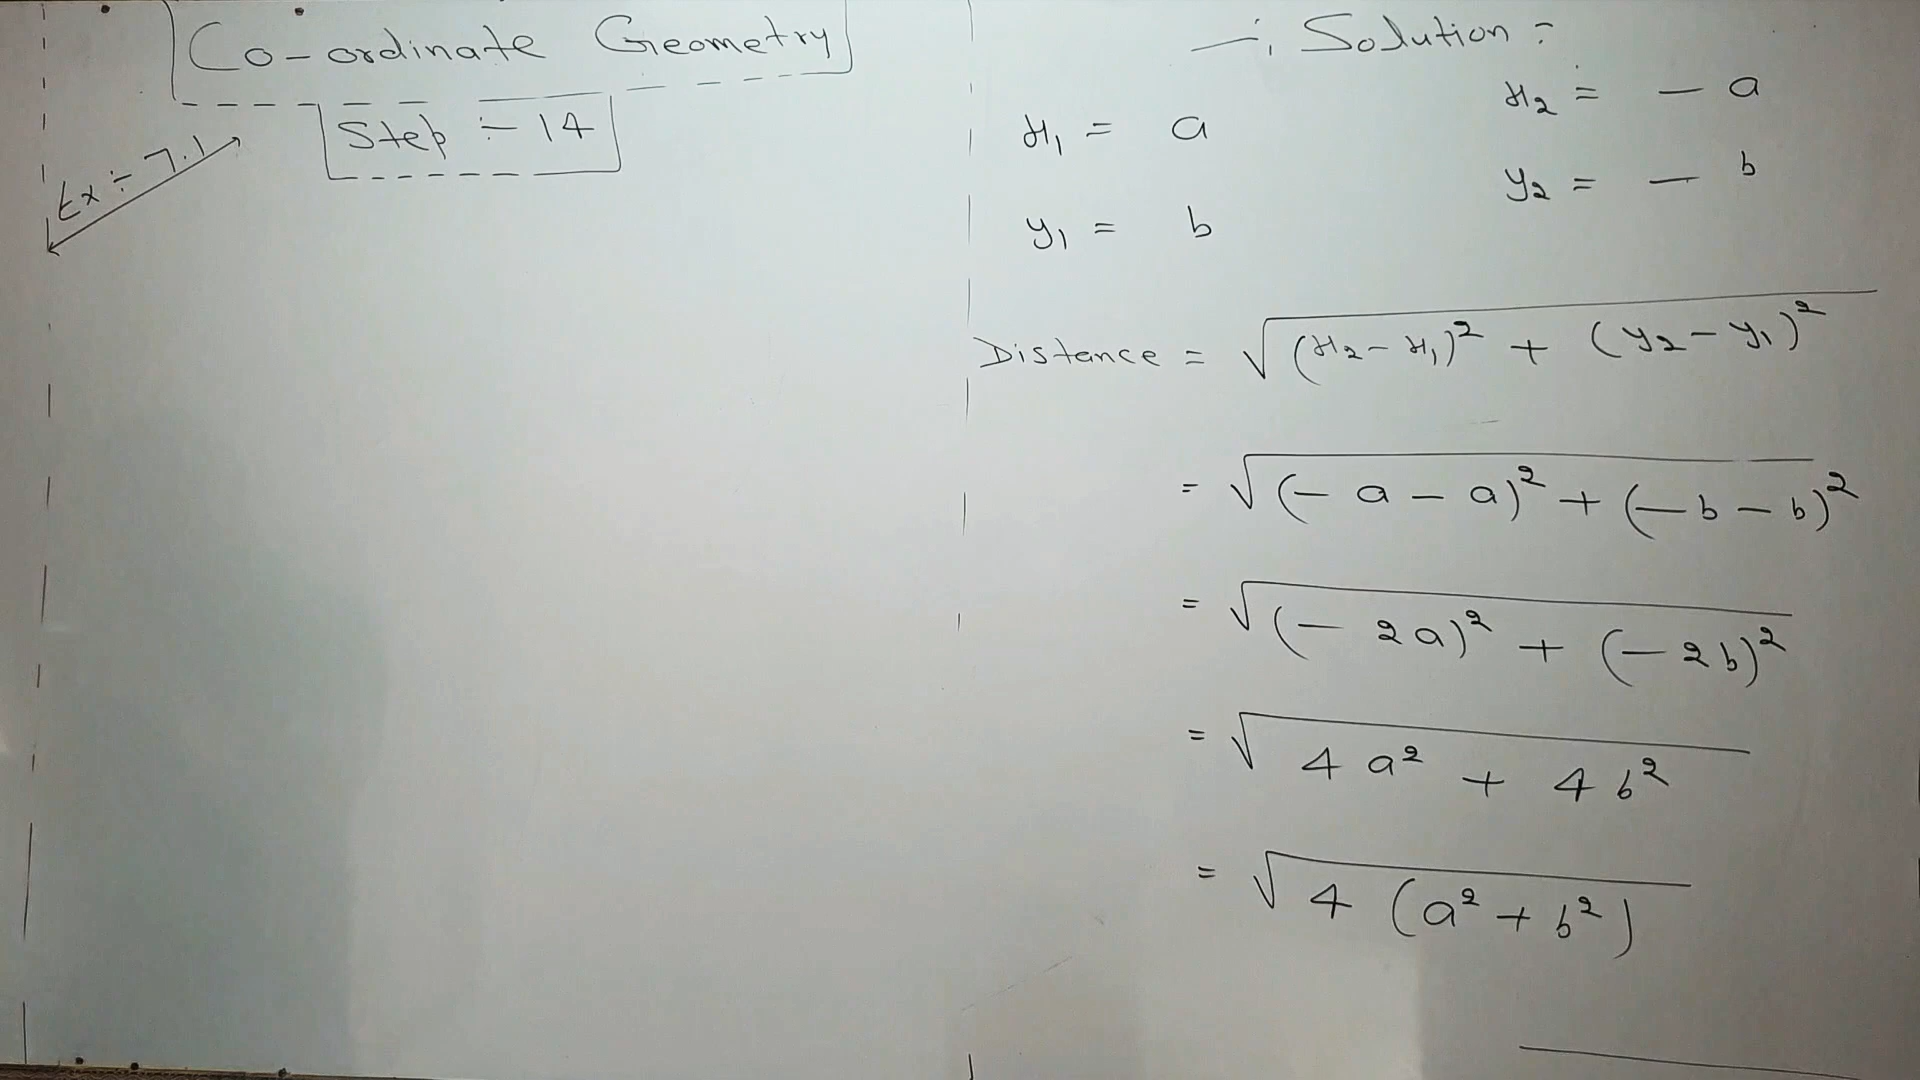 Co-ordinate Geometry
Step :- 14
Ex :- 7.1
-: Solution :
x₁ = a
x₂ = - a
y₁ = b
y₂ = - b
Distance = √(x₂ - x₁)² + (y₂ - y₁)²
= √(- a - a)² + (- b - b)²
= √(- 2a)² + (- 2b)²
= √4a² + 4b²
= √4 (a² + b²)